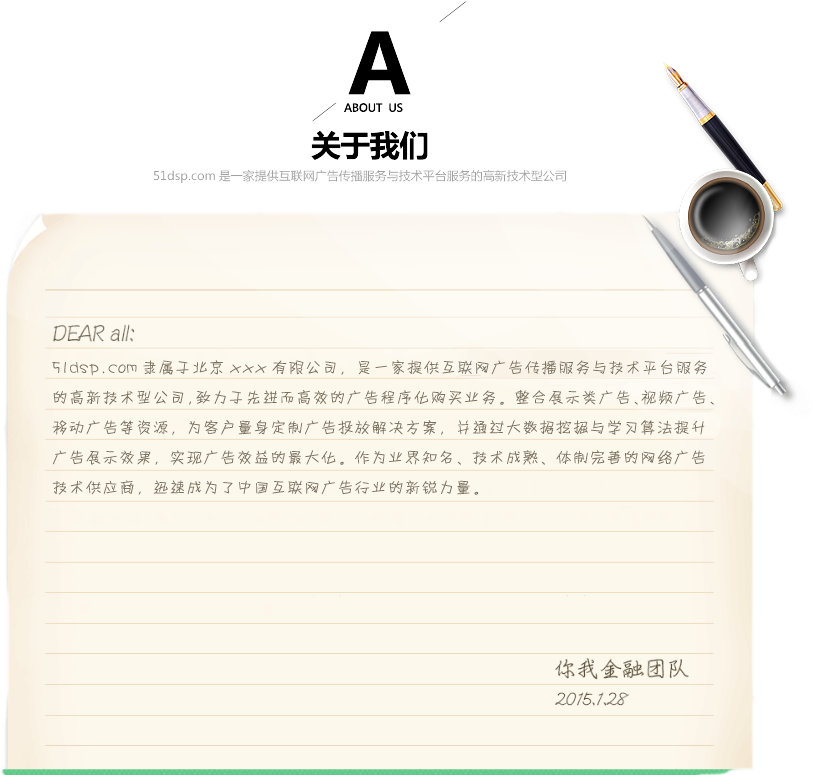 A
ABOUT US
关于我们
51dsp.com 是一家提供互联网广告传播服务与技术平台服务的高新技术型公司
DEAR all:
51dsp.com 隶属于北京 xxx 有限公司，是一家提供互联网广告传播服务与技术平台服务
的高新技术型公司,致力于先进而高效的广告程序化购买业务。整合展示类广告、视频广告、
移动广告等资源，为客户量身定制广告投放解决方案，并通过大数据挖掘与学习算法提升
广告展示效果，实现广告效益的最大化。作为业界知名、技术成熟、体制完善的网络广告
技术供应商，迅速成为了中国互联网广告行业的新锐力量。
你我金融团队
2015.1.28